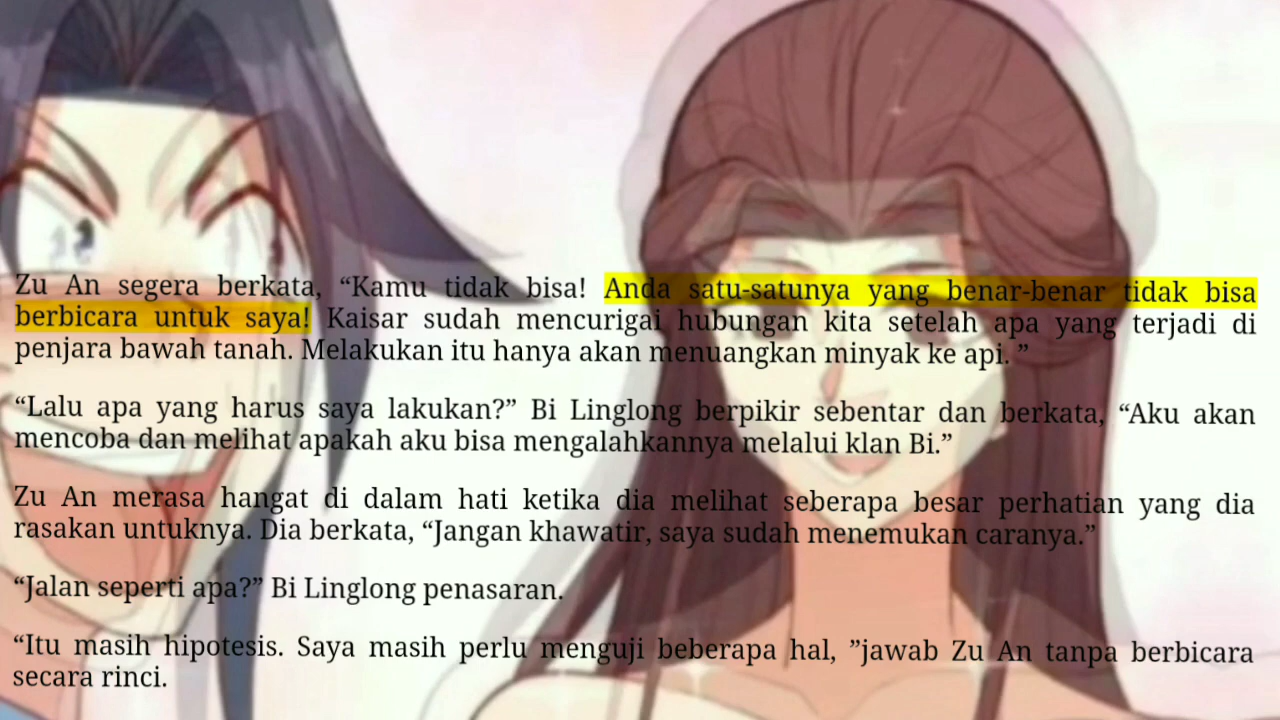 Zu An segera berkata, “Kamu tidak bisa! Anda satu-satunya yang benar-benar tidak bisa
berbicara untuk saya! Kaisar sudah mencurigai hubungan kita setelah apa yang terjadi di
penjara bawah tanah. Melakukan itu hanya akan menuangkan minyak ke api. ”
“Lalu apa yang harus saya lakukan?” Bi Linglong berpikir sebentar dan berkata, “Aku akan
mencoba dan melihat apakah aku bisa mengalahkannya melalui klan Bi.”
Zu An merasa hangat di dalam hati ketika dia melihat seberapa besar perhatian yang dia
rasakan untuknya. Dia berkata, “Jangan khawatir, saya sudah menemukan caranya.”
“Jalan seperti apa?” Bi Linglong penasaran.
“Itu masih hipotesis. Saya masih perlu menguji beberapa hal, ”jawab Zu An tanpa berbicara
secara rinci.